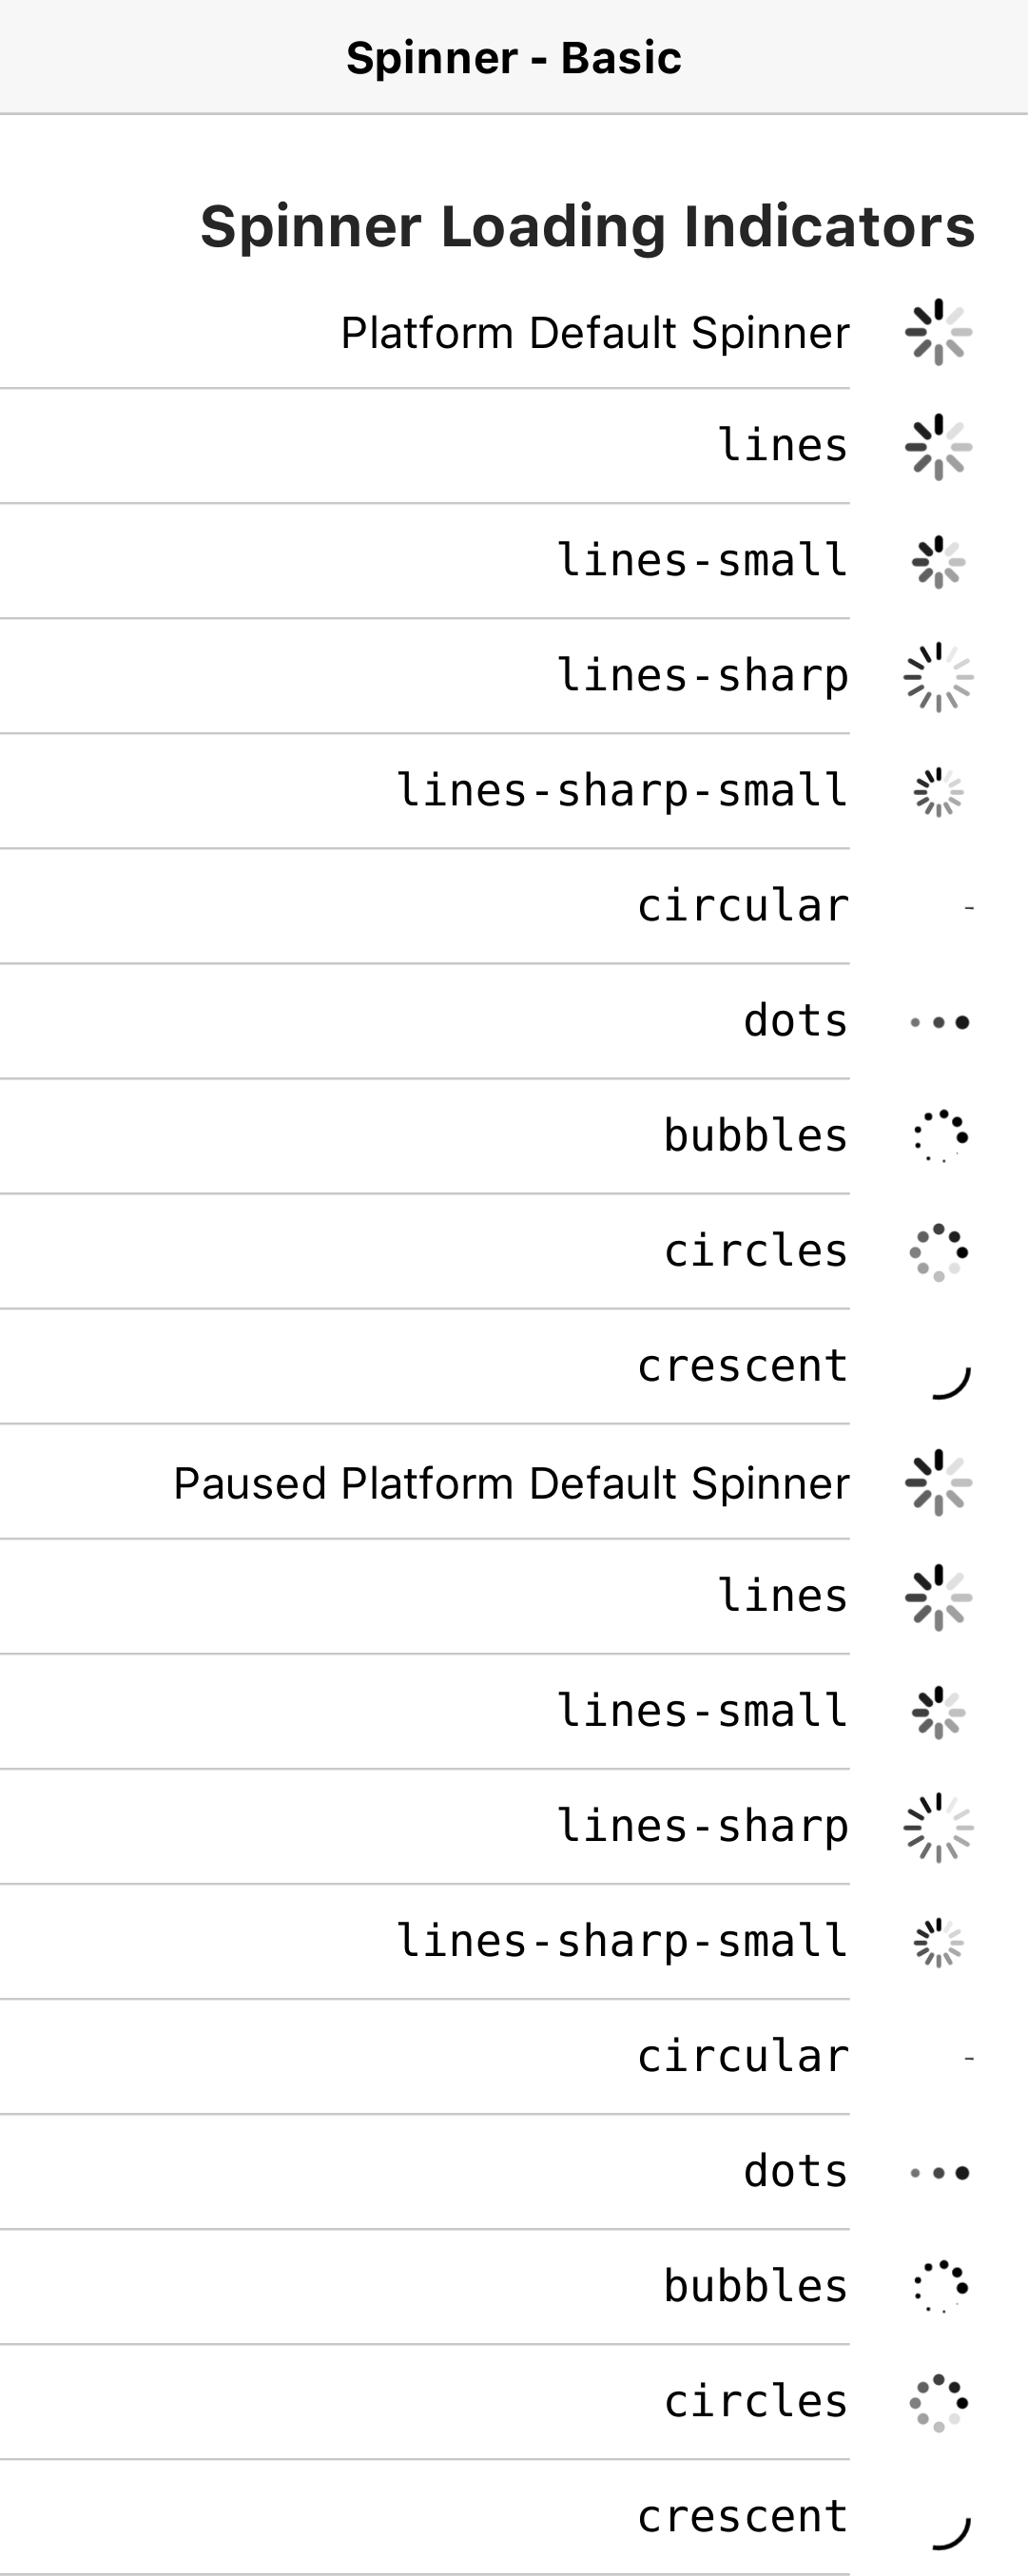 Spinner - Basic
Spinner Loading Indicators
Platform Default Spinner
lines
lines-small
lines-sharp
lines-sharp-small
circular
dots
bubbles
circles
crescent
Paused Platform Default Spinner
lines
lines-small
lines-sharp
lines-sharp-small
circular
dots
bubbles
circles
crescent